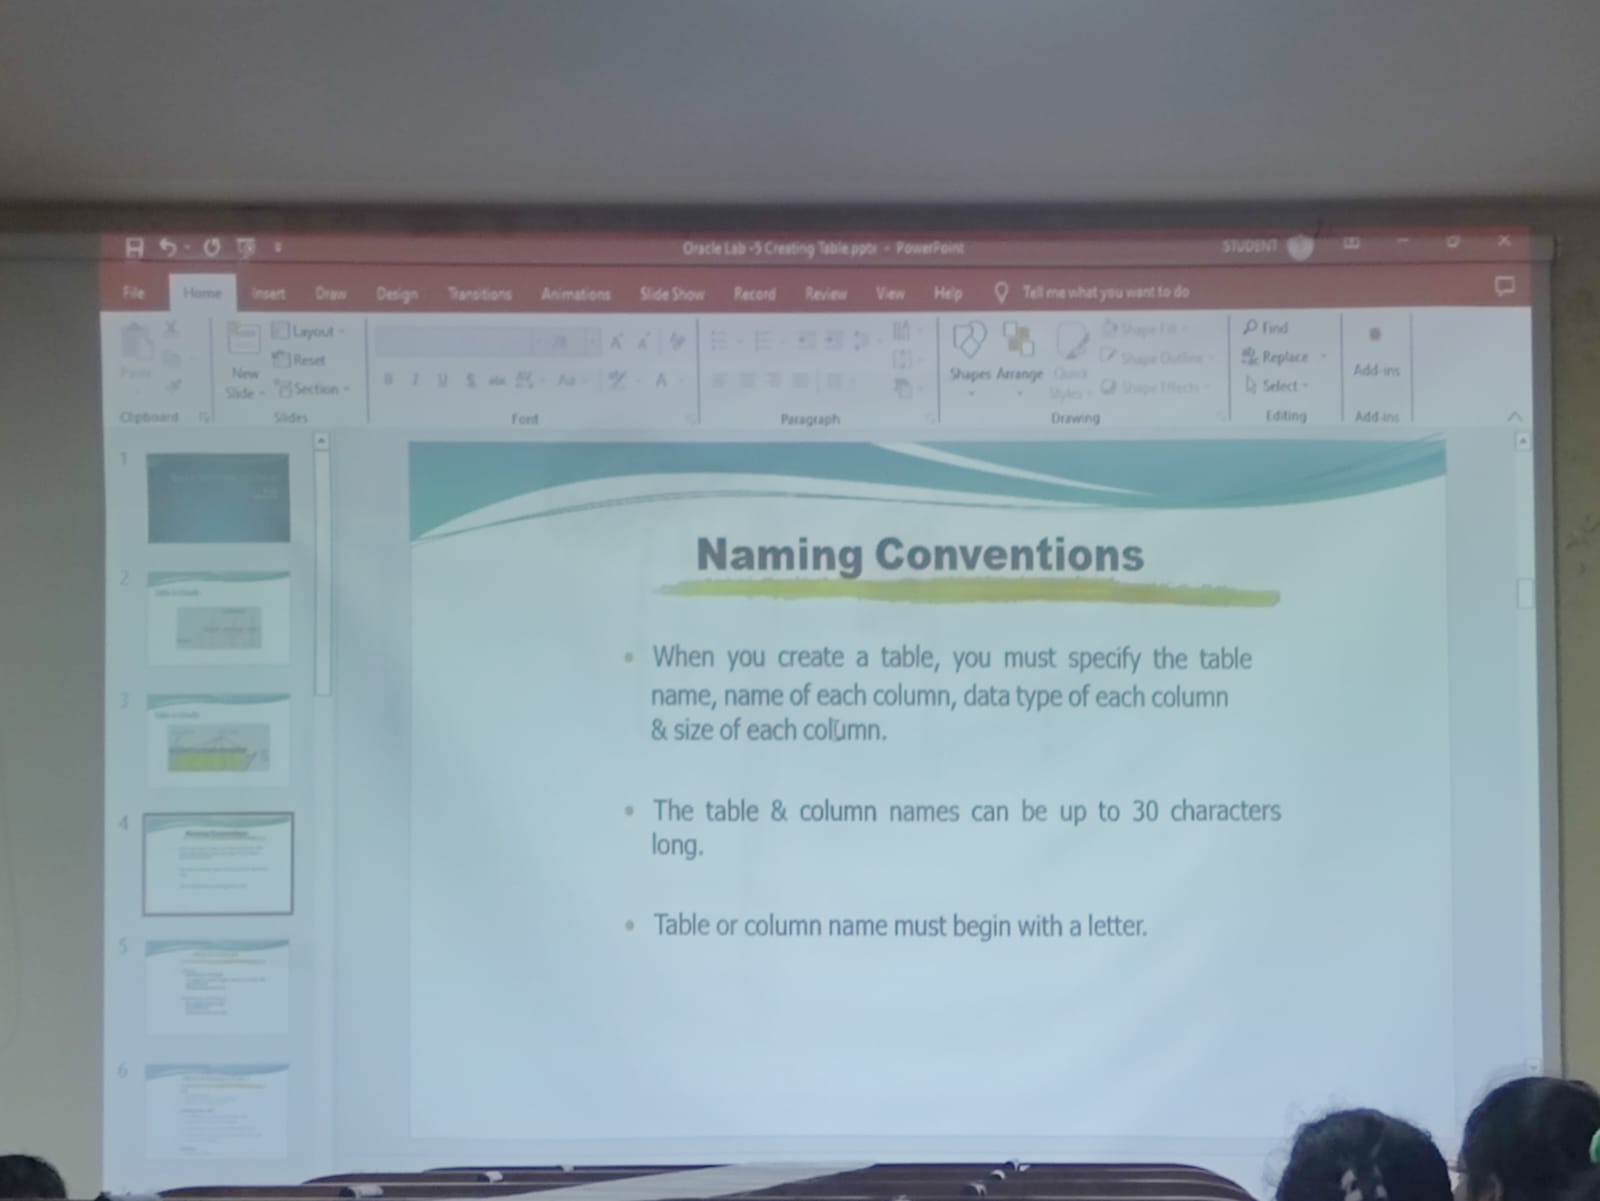 Oracle Lab -5 Creating Table.pptx - PowerPoint
STUDENT
File Home Insert Draw Design Transitions Animations Slide Show Record Review View Help Tell me what you want to do
Paste
New
Slide
Layout
Reset
Section
Shapes Arrange Quick
Styles
Shape Fill
Shape Outline
Shape Effects
Find
Replace
Select
Add-ins
Clipboard Slides Font Paragraph Drawing Editing Add-ins
1
2
3
4
5
6
Naming Conventions
• When you create a table, you must specify the table
name, name of each column, data type of each column
& size of each column.
• The table & column names can be up to 30 characters
long.
• Table or column name must begin with a letter.